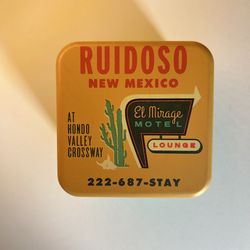 RUIDOSO
NEW MEXICO
AT
HONDO
VALLEY
CROSSWAY
El Mirage
MOTEL
LOUNGE
222-687-STAY